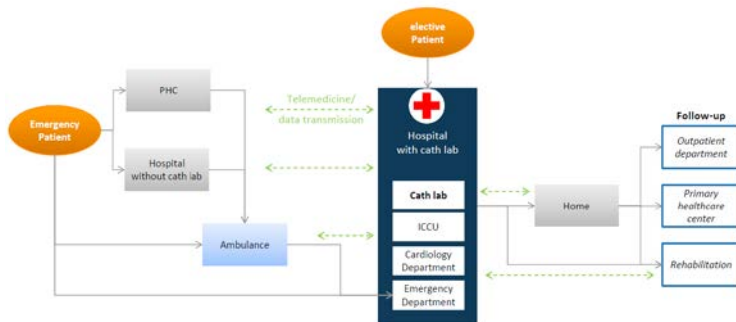 elective
Patient
PHC
Telemedicine/
data transmission
Emergency
Patient
Hospital
with cath lab
Follow-up
Outpatient
department
Hospital
without cath lab
Cath lab
Home
Primary
healthcare
center
ICCU
Ambulance
Cardiology
Department
Rehabilitation
Emergency
Department